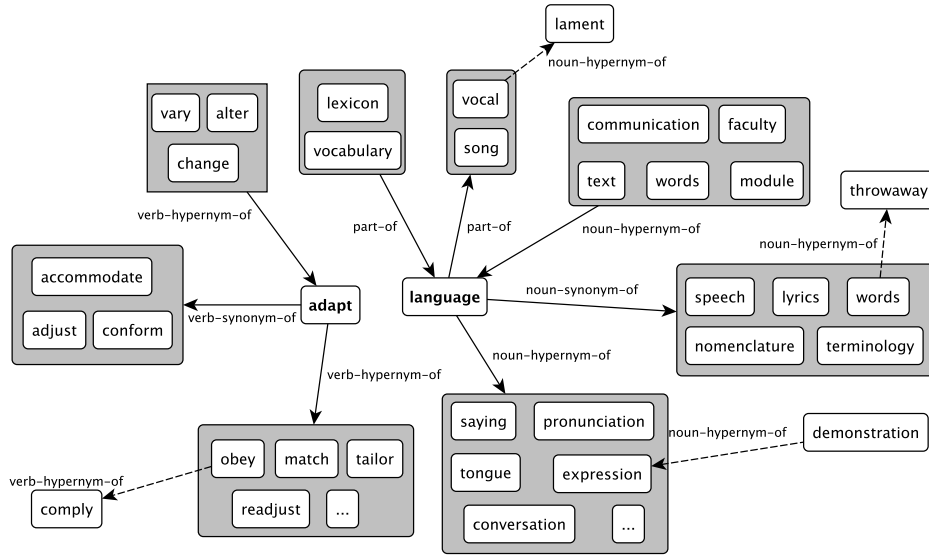 lament
noun-hypernym-of
vary alter
change
lexicon
vocabulary
vocal
song
communication faculty
text words module
throwaway
verb-hypernym-of
part-of
part-of
noun-hypernym-of
noun-hypernym-of
accommodate
adjust conform
verb-synonym-of
adapt
language
noun-synonym-of
speech lyrics words
nomenclature terminology
verb-hypernym-of
noun-hypernym-of
obey match tailor
readjust ...
verb-hypernym-of
comply
saying pronunciation
tongue expression
conversation ...
noun-hypernym-of
demonstration